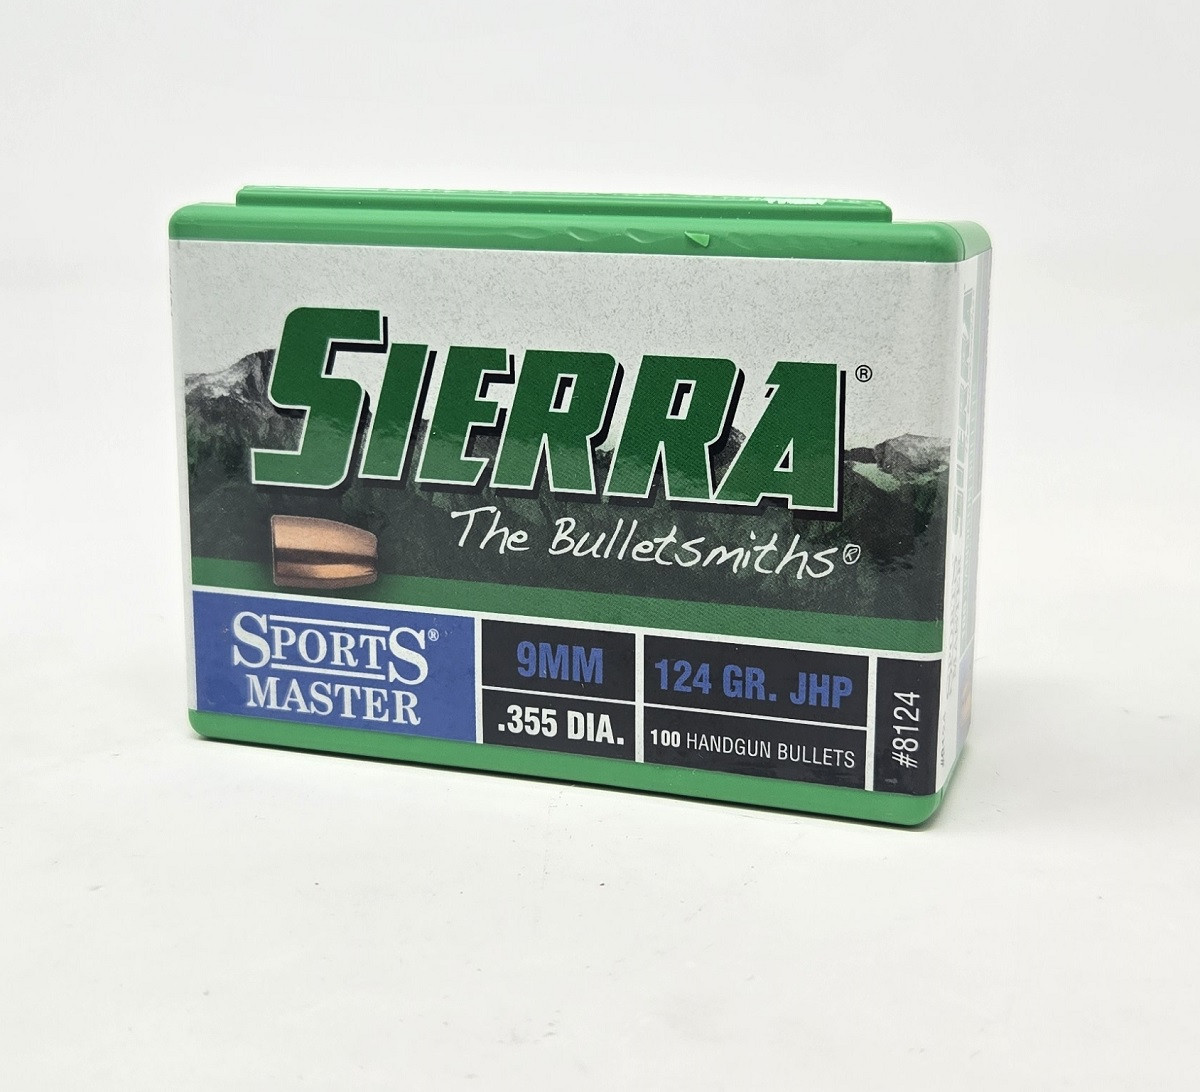 SIERRA®
The Bulletsmiths®
SPORTS®
MASTER
9MM
.355 DIA.
124 GR. JHP
100 HANDGUN BULLETS
#8124